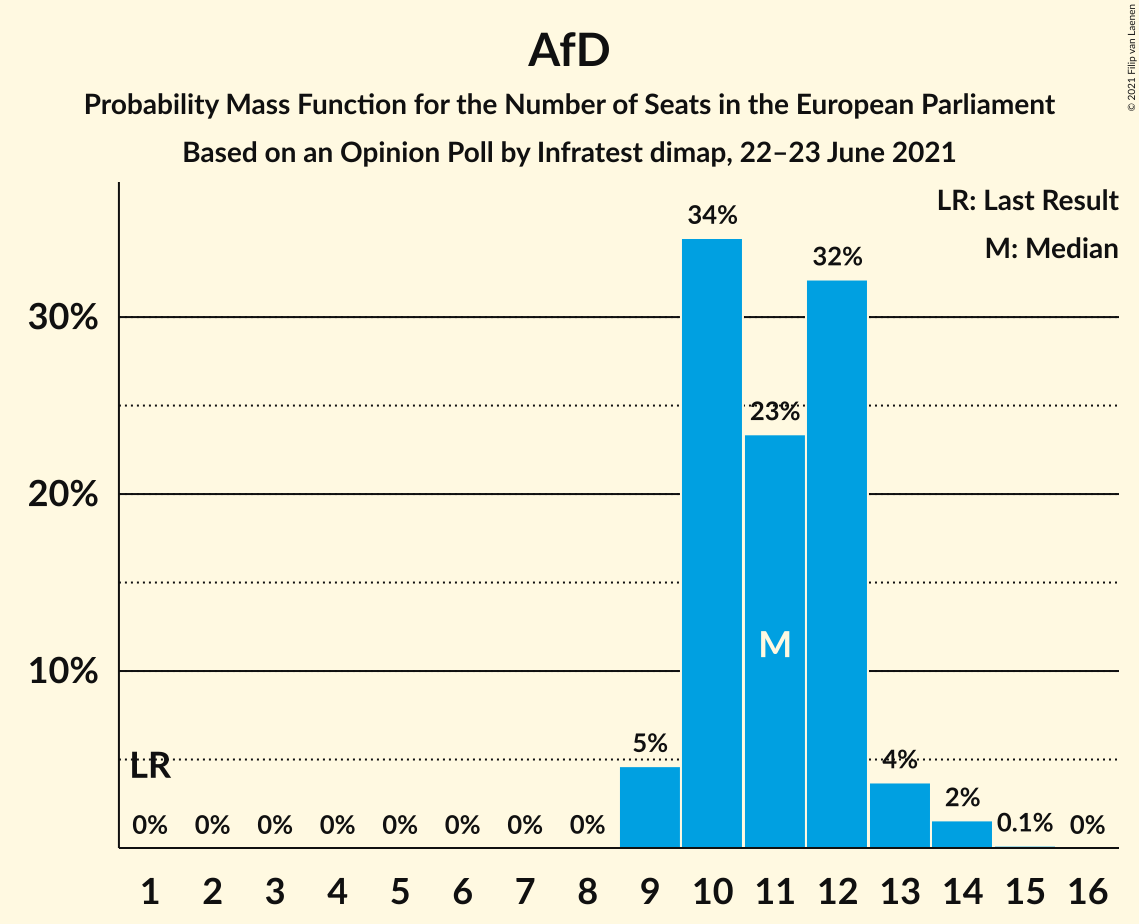 AfD
Probability Mass Function for the Number of Seats in the European Parliament
Based on an Opinion Poll by Infratest dimap, 22–23 June 2021
© 2021 Filip van Laenen
LR: Last Result
M: Median
34%
32%
30%
23%
20%
M
10%
5%
4%
LR
2%
0% 0% 0% 0% 0% 0% 0% 0% 0.1% 0%
1 2 3 4 5 6 7 8 9 10 11 12 13 14 15 16